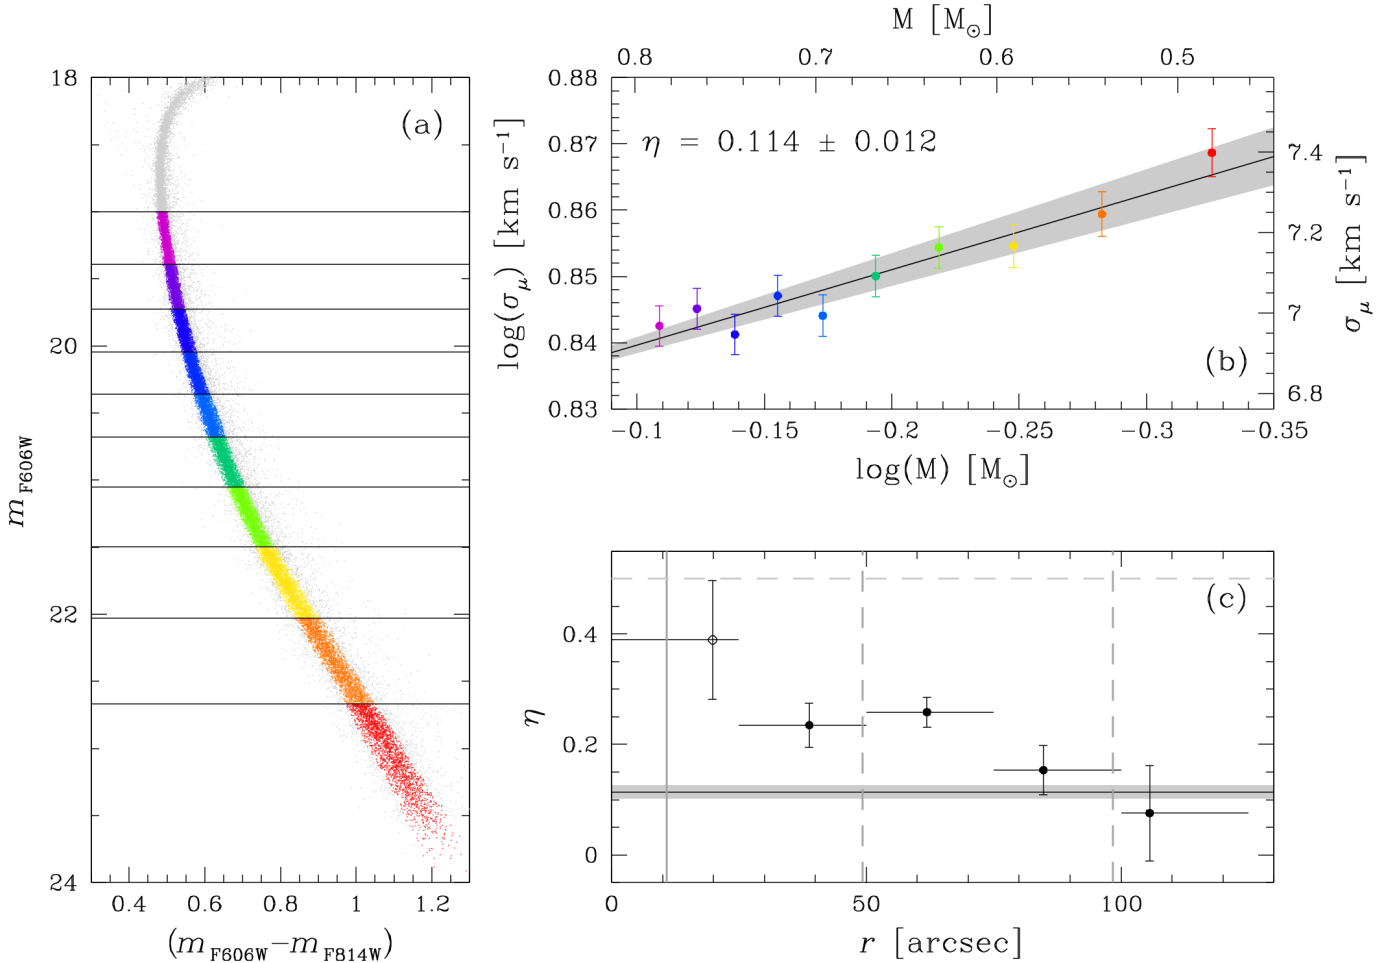 (a)
18
20
22
24
m_F606W
0.4 0.6 0.8 1 1.2
(m_F606W−m_F814W)
M [M⊙]
0.8 0.7 0.6 0.5
η = 0.114 ± 0.012
(b)
0.88
0.87
0.86
0.85
0.84
0.83
log(σ_μ) [km s⁻¹]
7.4
7.2
7
6.8
σ_μ [km s⁻¹]
−0.1 −0.15 −0.2 −0.25 −0.3 −0.35
log(M) [M⊙]
(c)
0.4
0.2
0
η
0 50 100
r [arcsec]